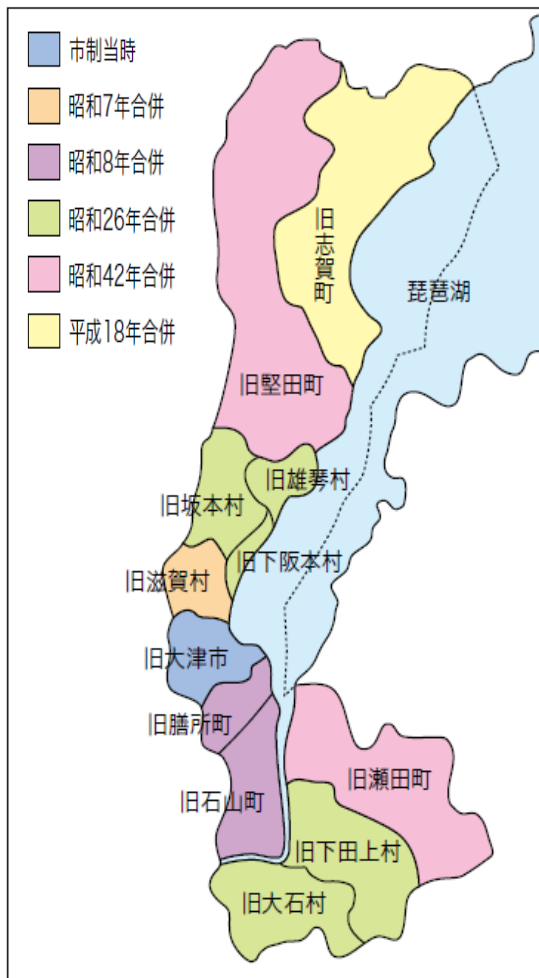 市制当時
昭和7年合併
昭和8年合併
昭和26年合併
昭和42年合併
平成18年合併
旧志賀町
琵琶湖
旧堅田町
旧雄琴村
旧坂本村
旧下阪本村
旧滋賀村
旧大津市
旧膳所町
旧瀬田町
旧石山町
旧下田上村
旧大石村